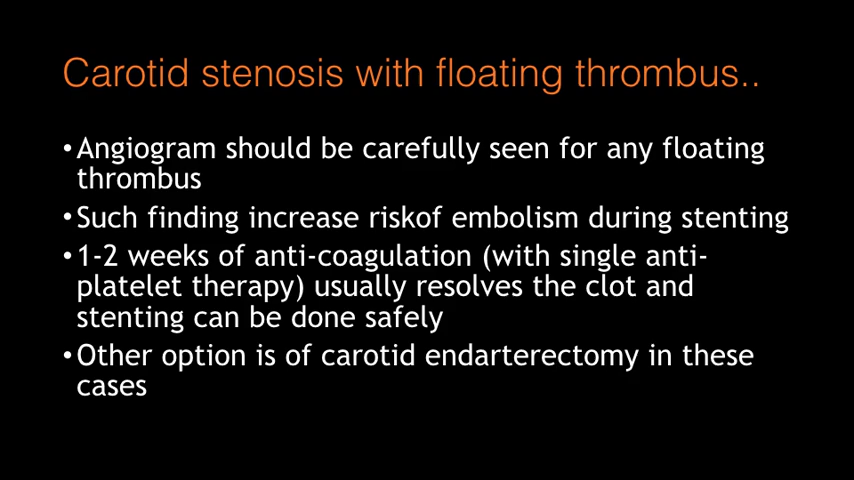 Carotid stenosis with floating thrombus..
•Angiogram should be carefully seen for any floating
thrombus
•Such finding increase riskof embolism during stenting
•1-2 weeks of anti-coagulation (with single anti-
platelet therapy) usually resolves the clot and
stenting can be done safely
•Other option is of carotid endarterectomy in these
cases